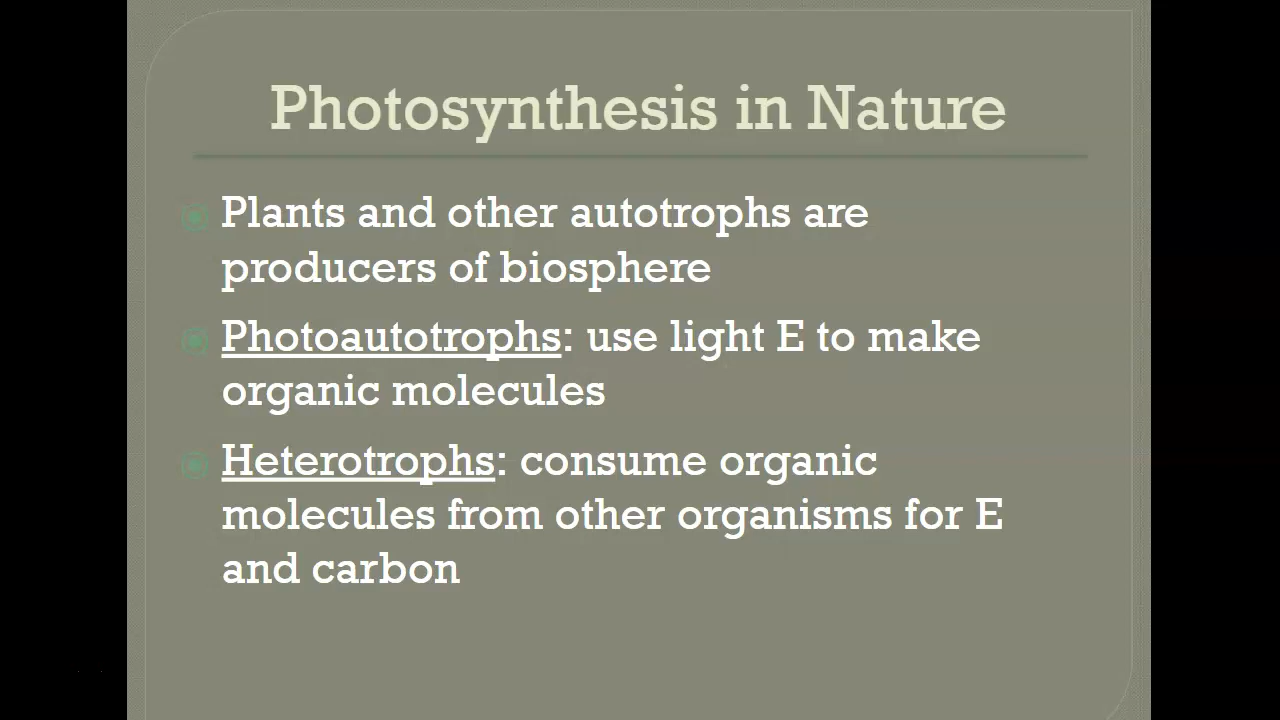 Photosynthesis in Nature
Plants and other autotrophs are
producers of biosphere
Photoautotrophs: use light E to make
organic molecules
Heterotrophs: consume organic
molecules from other organisms for E
and carbon